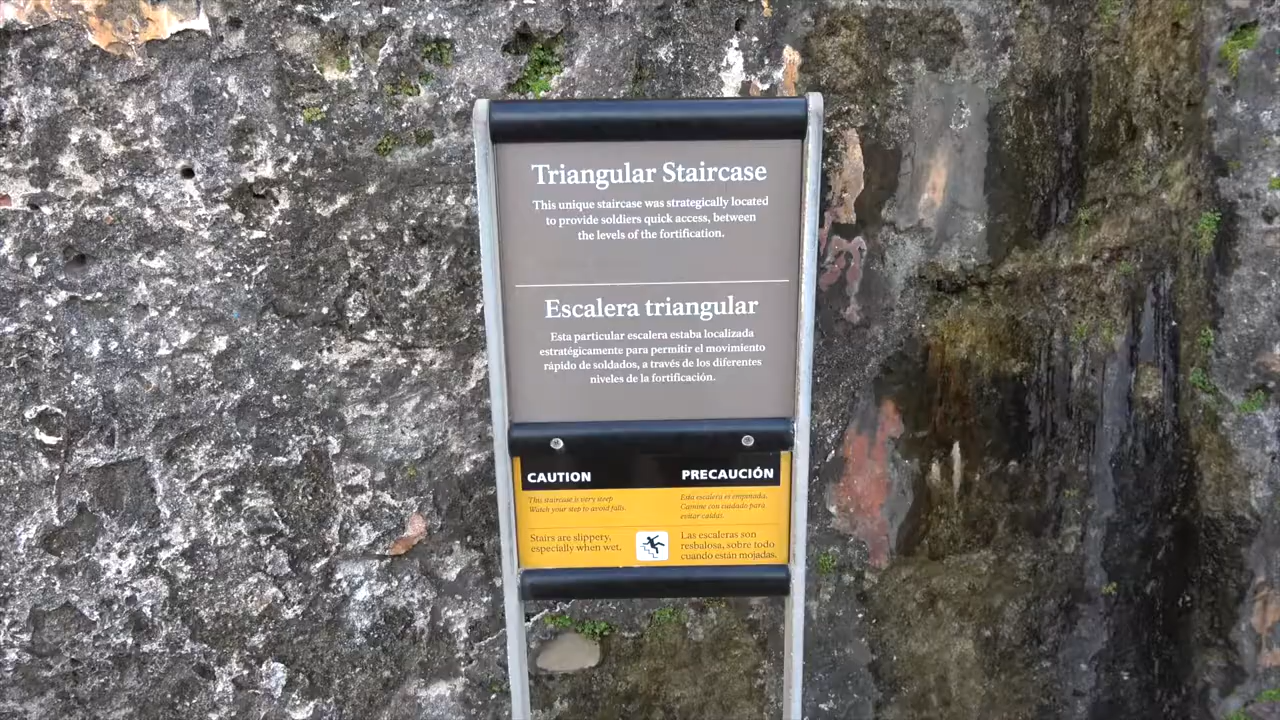 Triangular Staircase
This unique staircase was strategically located
to provide soldiers quick access, between
the levels of the fortification.
Escalera triangular
Esta particular escalera estaba localizada
estratégicamente para permitir el movimiento
rápido de soldados, a través de los diferentes
niveles de la fortificación.
CAUTION
This staircase is very steep
Watch your step to avoid falls.
Stairs are slippery,
especially when wet.
PRECAUCIÓN
Esta escalera es empinada.
Camine con cuidado para
evitar caídas.
Las escaleras son
resbalosa, sobre todo
cuando están mojadas.